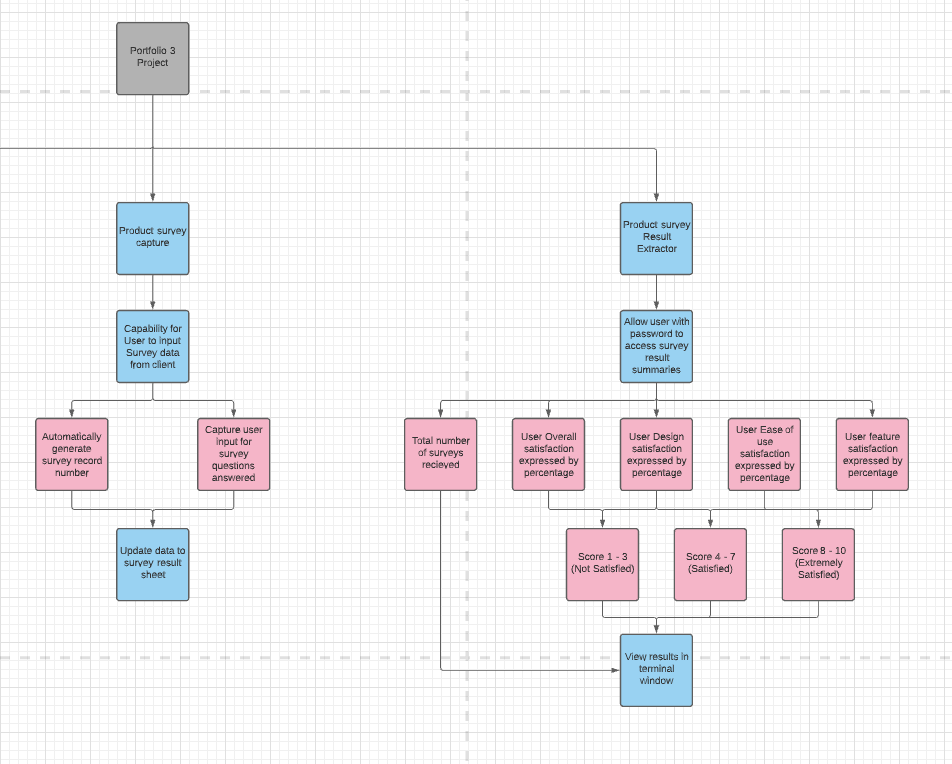 Portfolio 3
Project
Product survey
capture
Product survey
Result
Extractor
Capability for
User to Input
Survey data
from client
Allow user with
password to
access survey
result
summaries
Automatically
generate
survey record
number
Capture user
input for
survey
questions
answered
Total number
of surveys
recieved
User Overall
satisfaction
expressed by
percentage
User Design
satisfaction
expressed by
percentage
User Ease of
use
satisfaction
expressed by
percentage
User feature
satisfaction
expressed by
percentage
Update data to
survey result
sheet
Score 1 - 3
(Not Satisfied)
Score 4 - 7
(Satisfied)
Score 8 - 10
(Extremely
Satisfied)
View results in
terminal
window